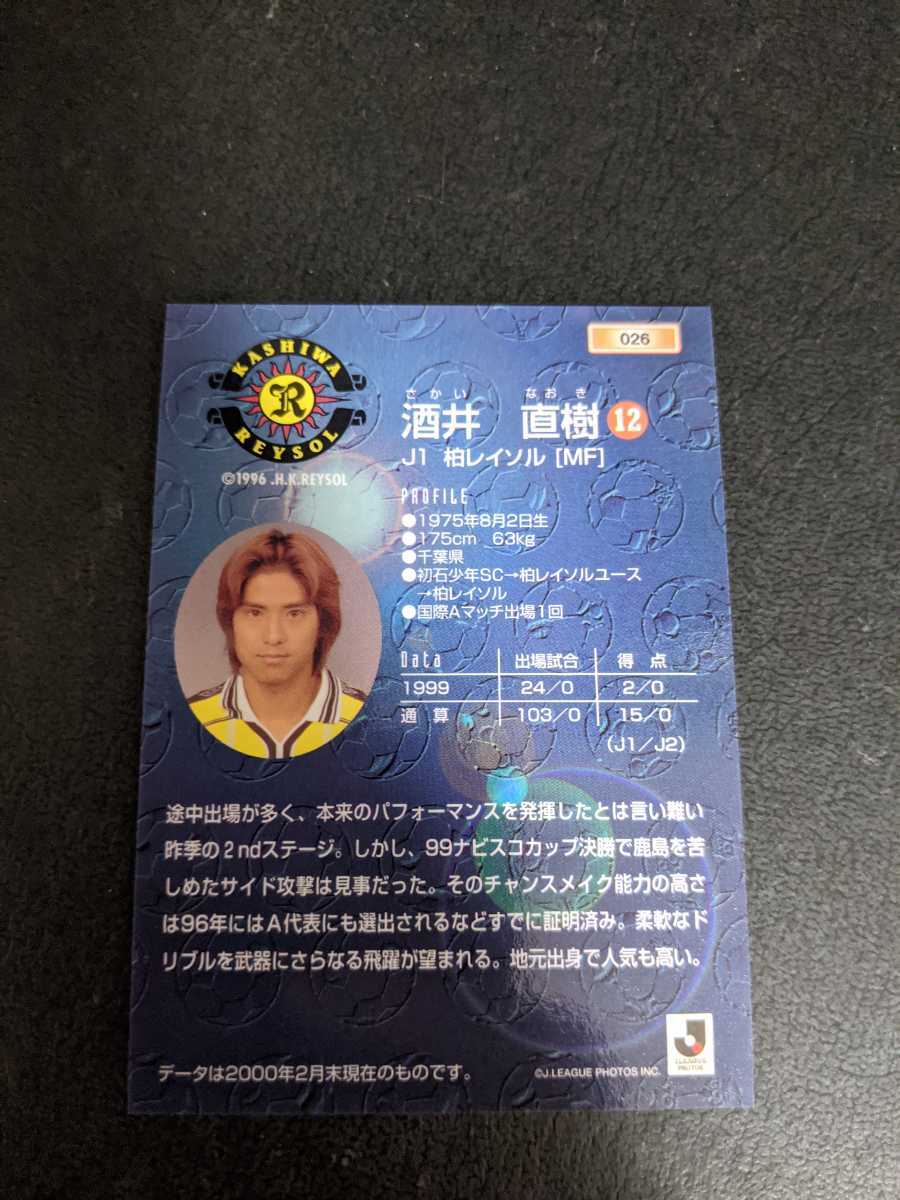 026
KASHIWA
R
REYSOL
©1996 .H.K.REYSOL
さかい なおき
酒井 直樹 12
J1 柏レイソル [MF]
PROFILE
●1975年8月2日生
●175cm 63kg
●千葉県
●初石少年SC→柏レイソルユース
→柏レイソル
●国際Aマッチ出場1回
Data 出場試合 得 点
1999 24/0 2/0
通 算 103/0 15/0
(J1/J2)
途中出場が多く、本来のパフォーマンスを発揮したとは言い難い
昨季の2ndステージ。しかし、99ナビスコカップ決勝で鹿島を苦
しめたサイド攻撃は見事だった。そのチャンスメイク能力の高さ
は96年にはA代表にも選出されるなどすでに証明済み。柔軟なド
リブルを武器にさらなる飛躍が望まれる。地元出身で人気も高い。
データは2000年2月末現在のものです。
©J.LEAGUE PHOTOS INC.
J.LEAGUE
PHOTOS